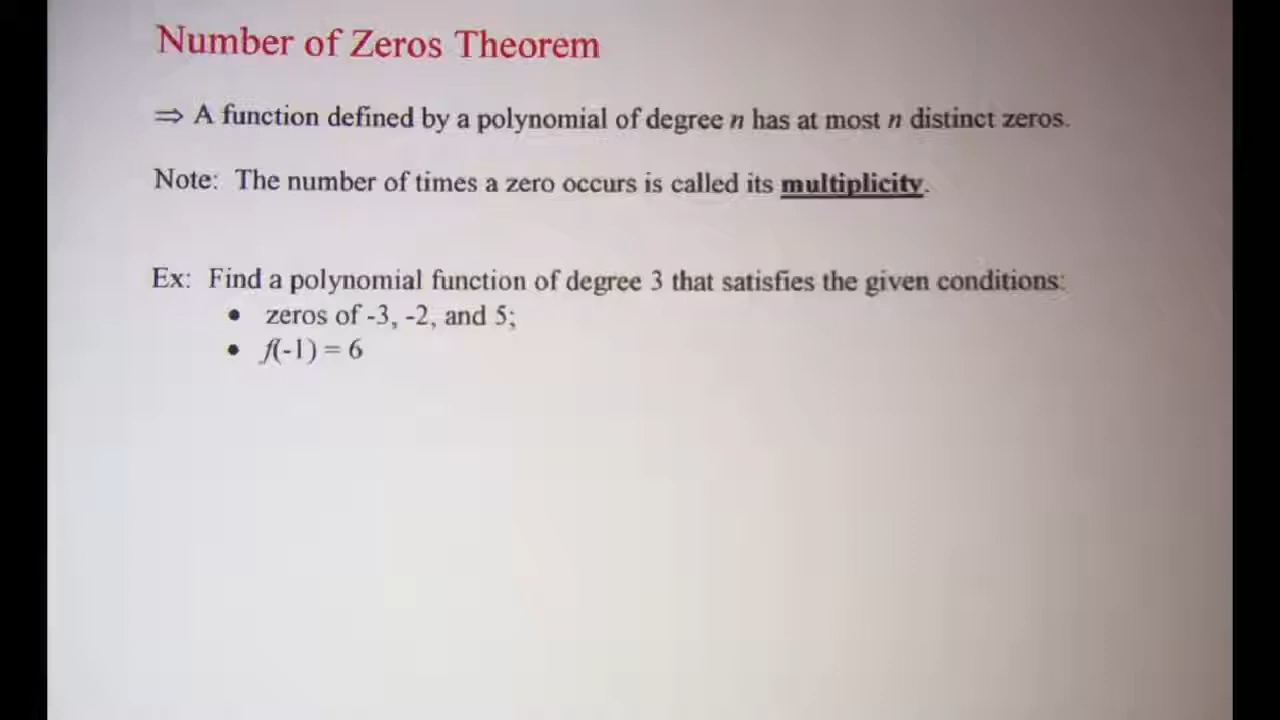 Number of Zeros Theorem
⇒ A function defined by a polynomial of degree n has at most n distinct zeros.
Note: The number of times a zero occurs is called its multiplicity.
Ex: Find a polynomial function of degree 3 that satisfies the given conditions:
• zeros of -3, -2, and 5;
• f(-1) = 6